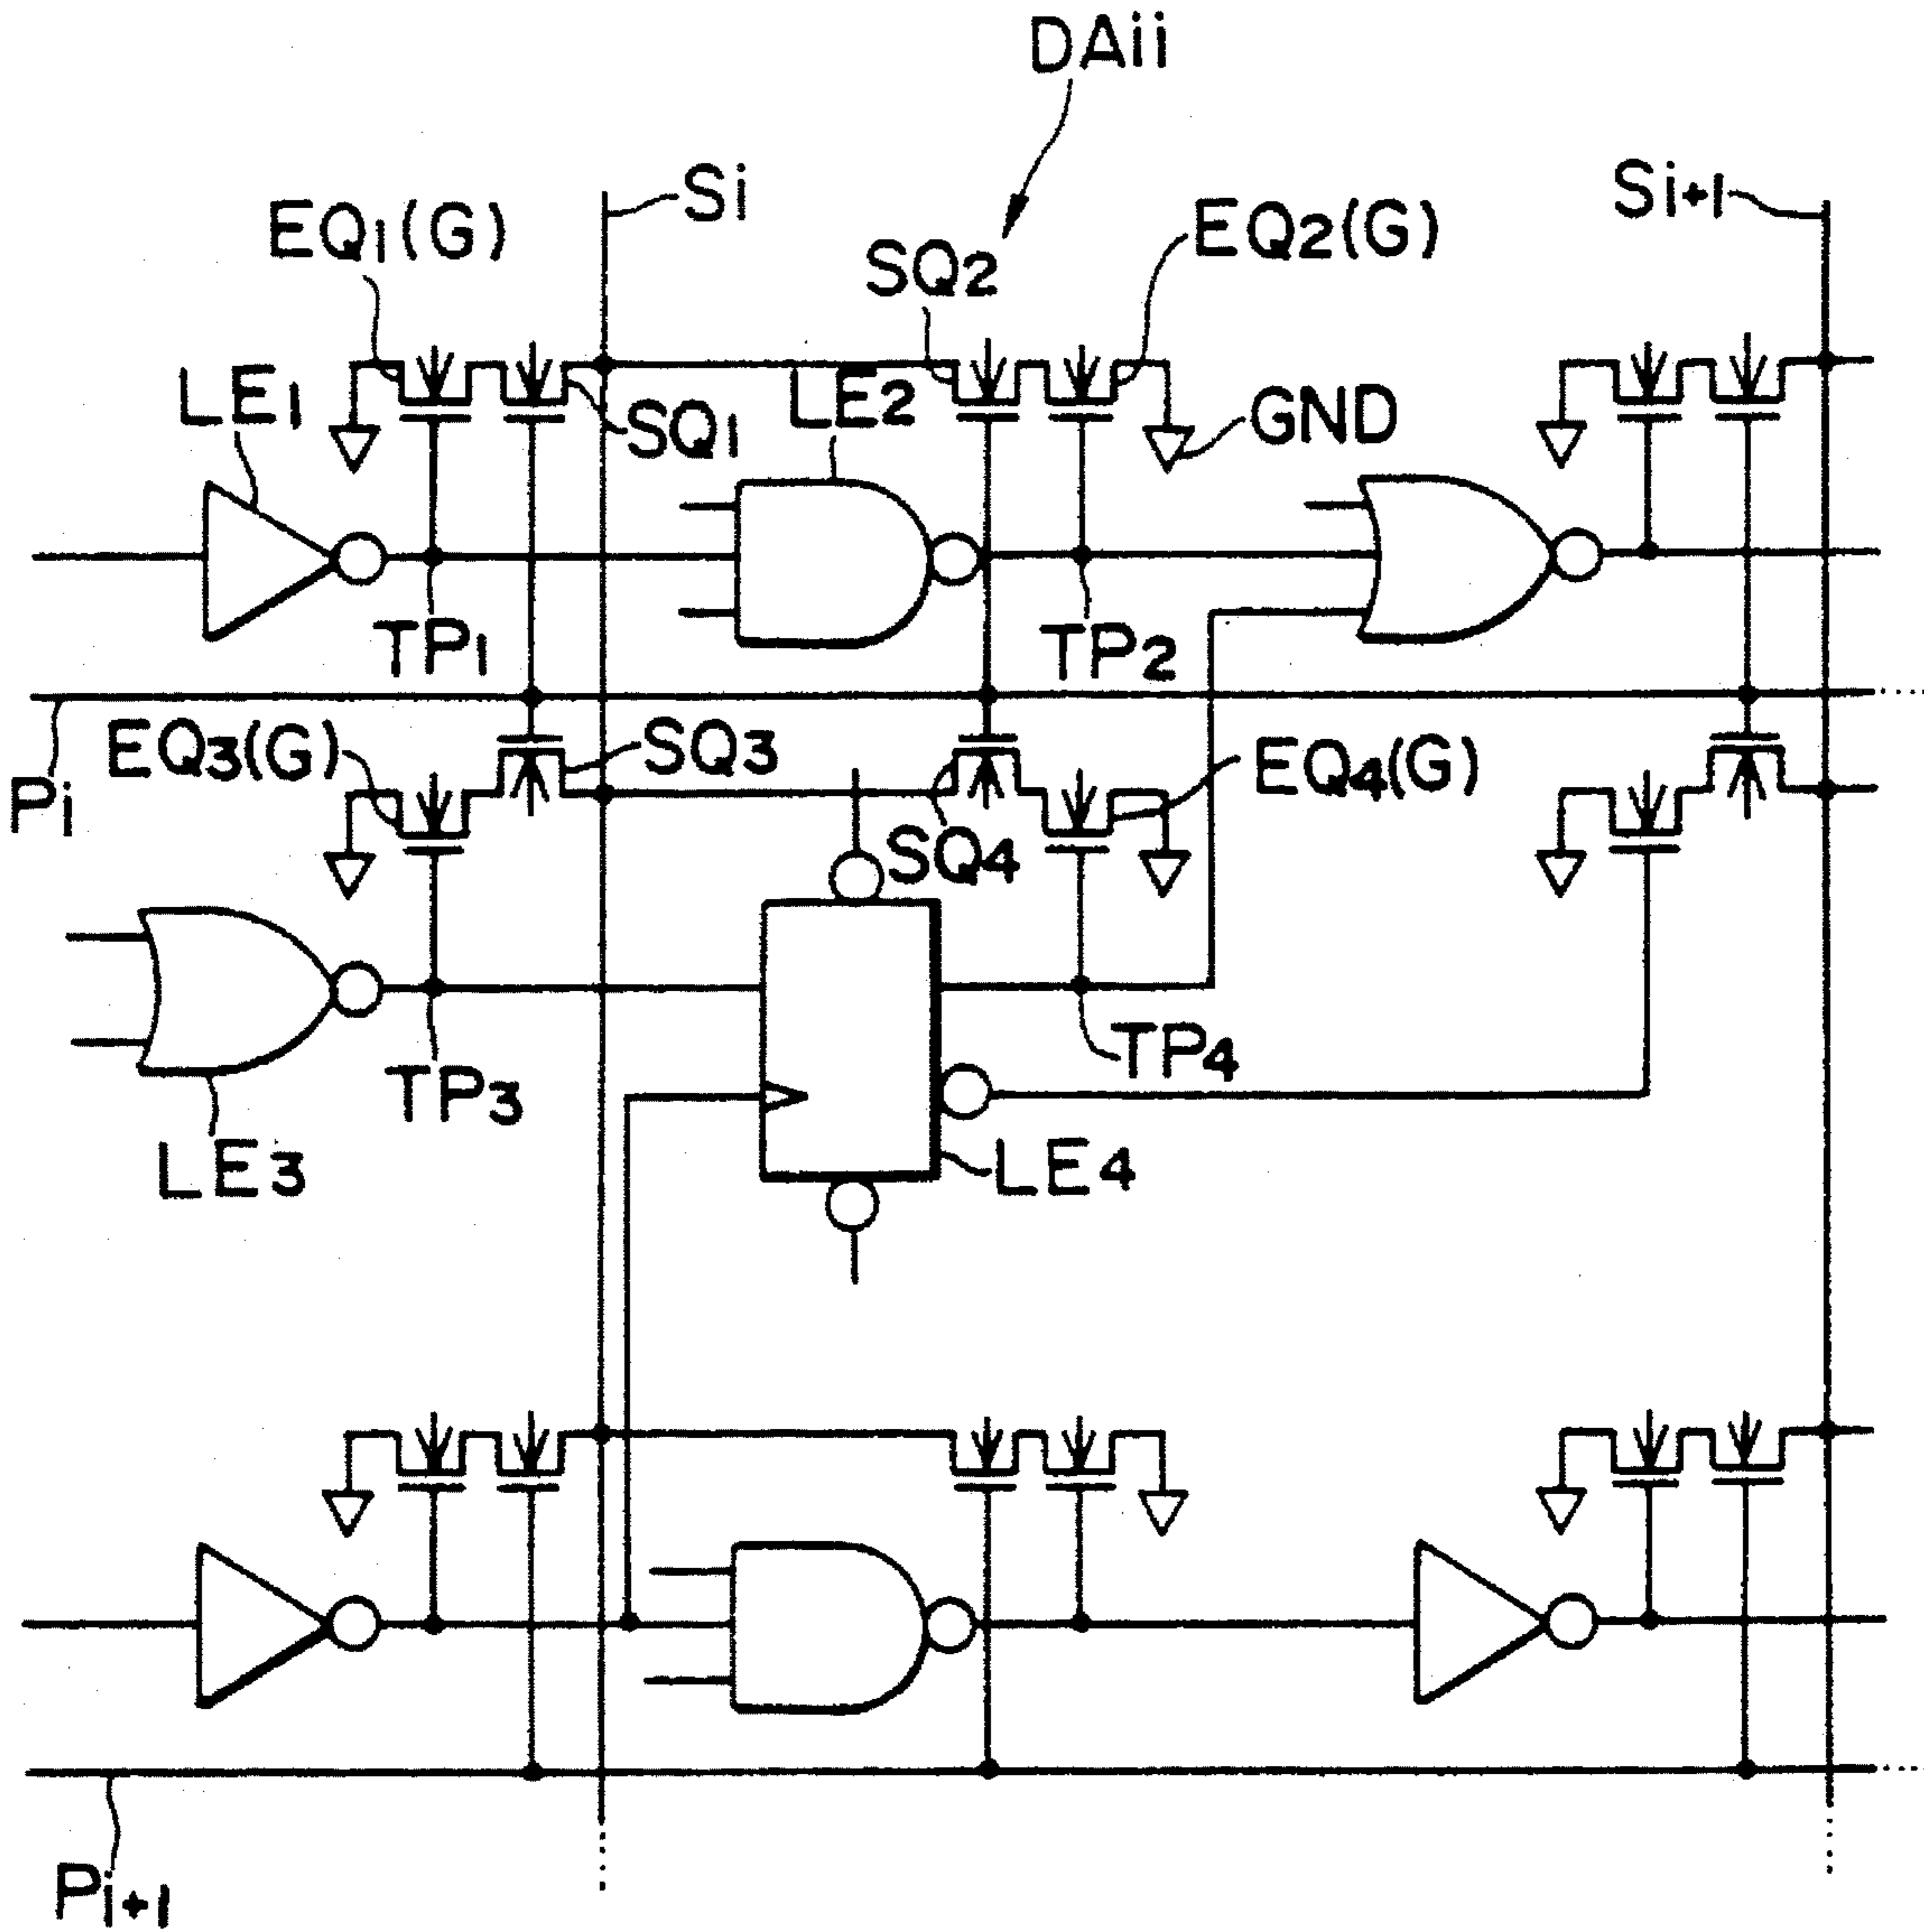 DAii
Si
Si+1
EQ1(G)
SQ2
EQ2(G)
LE1
SQ1
LE2
GND
TP1
TP2
Pi
EQ3(G)
SQ3
EQ4(G)
SQ4
TP3
TP4
LE3
LE4
Pi+1